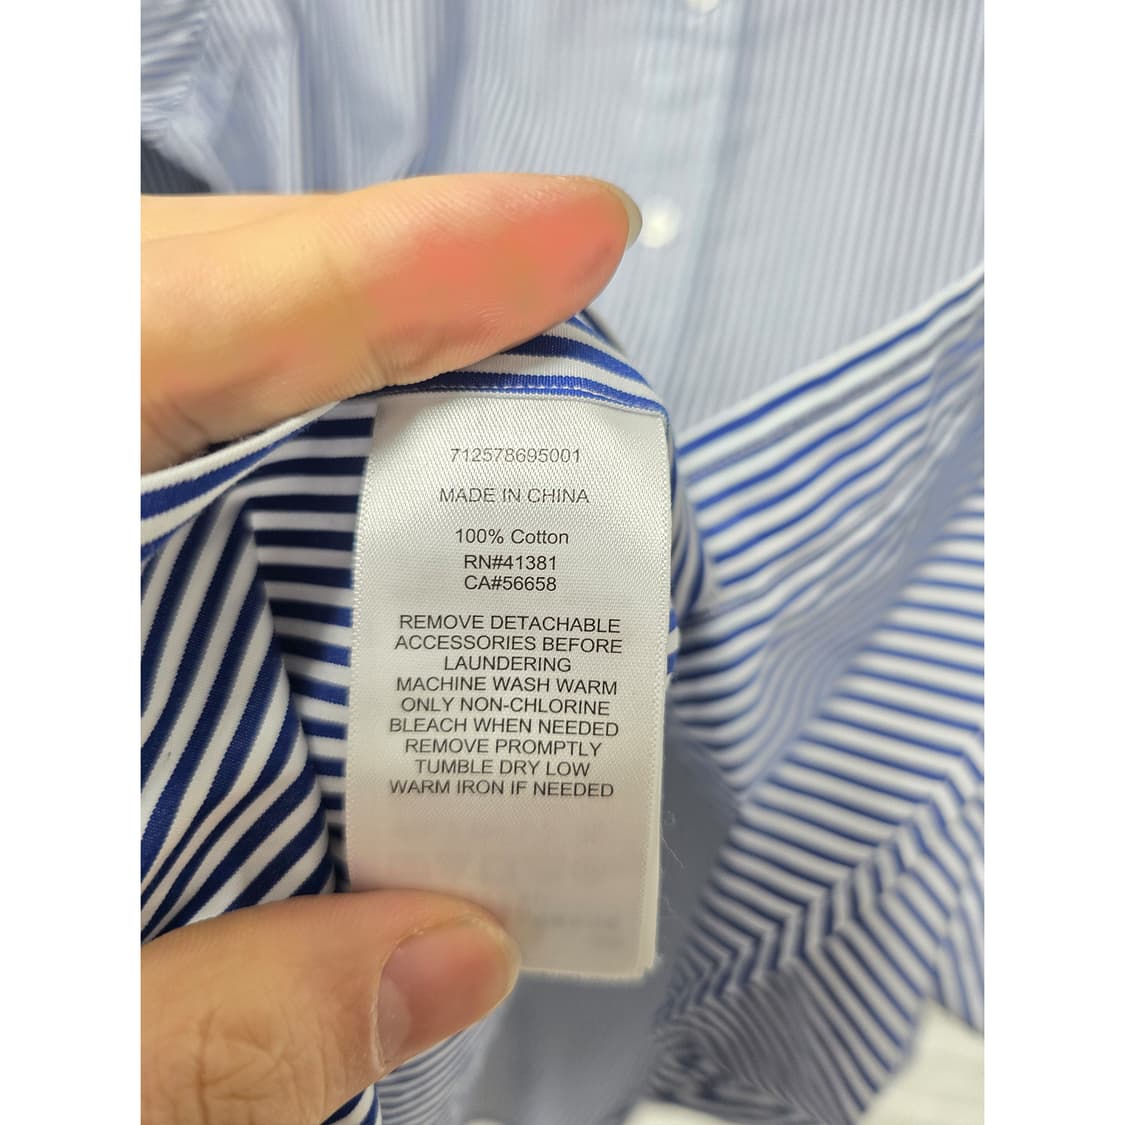 712578695001
MADE IN CHINA
100% Cotton
RN#41381
CA#56658
REMOVE DETACHABLE
ACCESSORIES BEFORE
LAUNDERING
MACHINE WASH WARM
ONLY NON-CHLORINE
BLEACH WHEN NEEDED
REMOVE PROMPTLY
TUMBLE DRY LOW
WARM IRON IF NEEDED